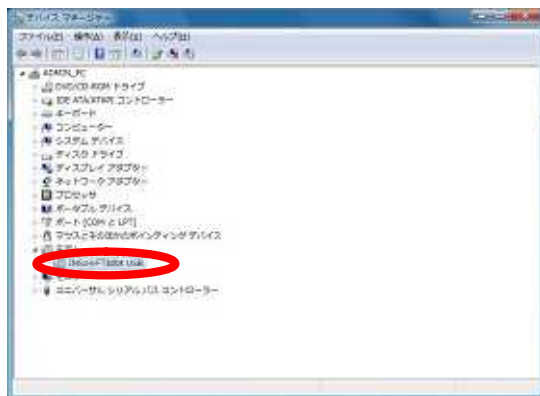 デバイス マネージャー
ファイル(F) 操作(A) 表示(V) ヘルプ(H)
ADMIN_PC
DVD/CD-ROM ドライブ
IDE ATA/ATAPI コントローラー
キーボード
コンピューター
システム デバイス
ディスク ドライブ
ディスプレイ アダプター
ネットワーク アダプター
プロセッサ
ポータブル デバイス
ポート (COM と LPT)
マウスとそのほかのポインティング デバイス
ユニバーサル シリアル バス コントローラー